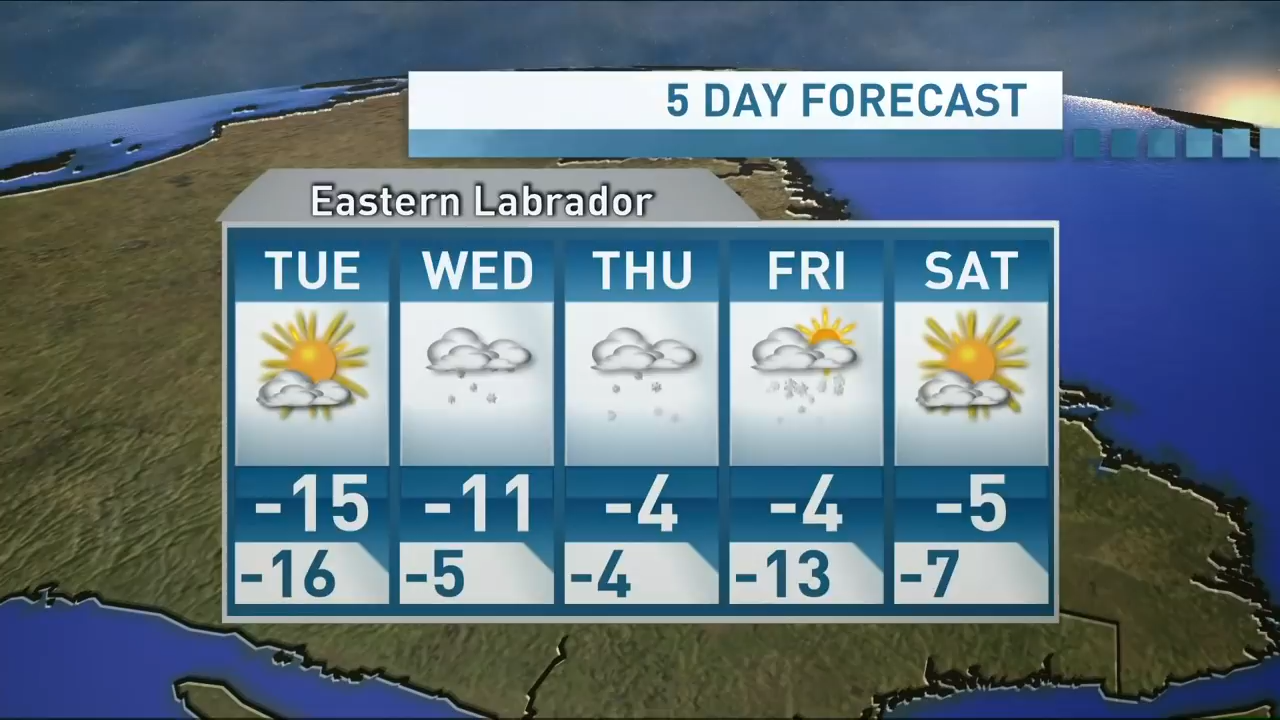 5 DAY FORECAST
Eastern Labrador
TUE WED THU FRI SAT
-15 -11 -4 -4 -5
-16 -5 -4 -13 -7